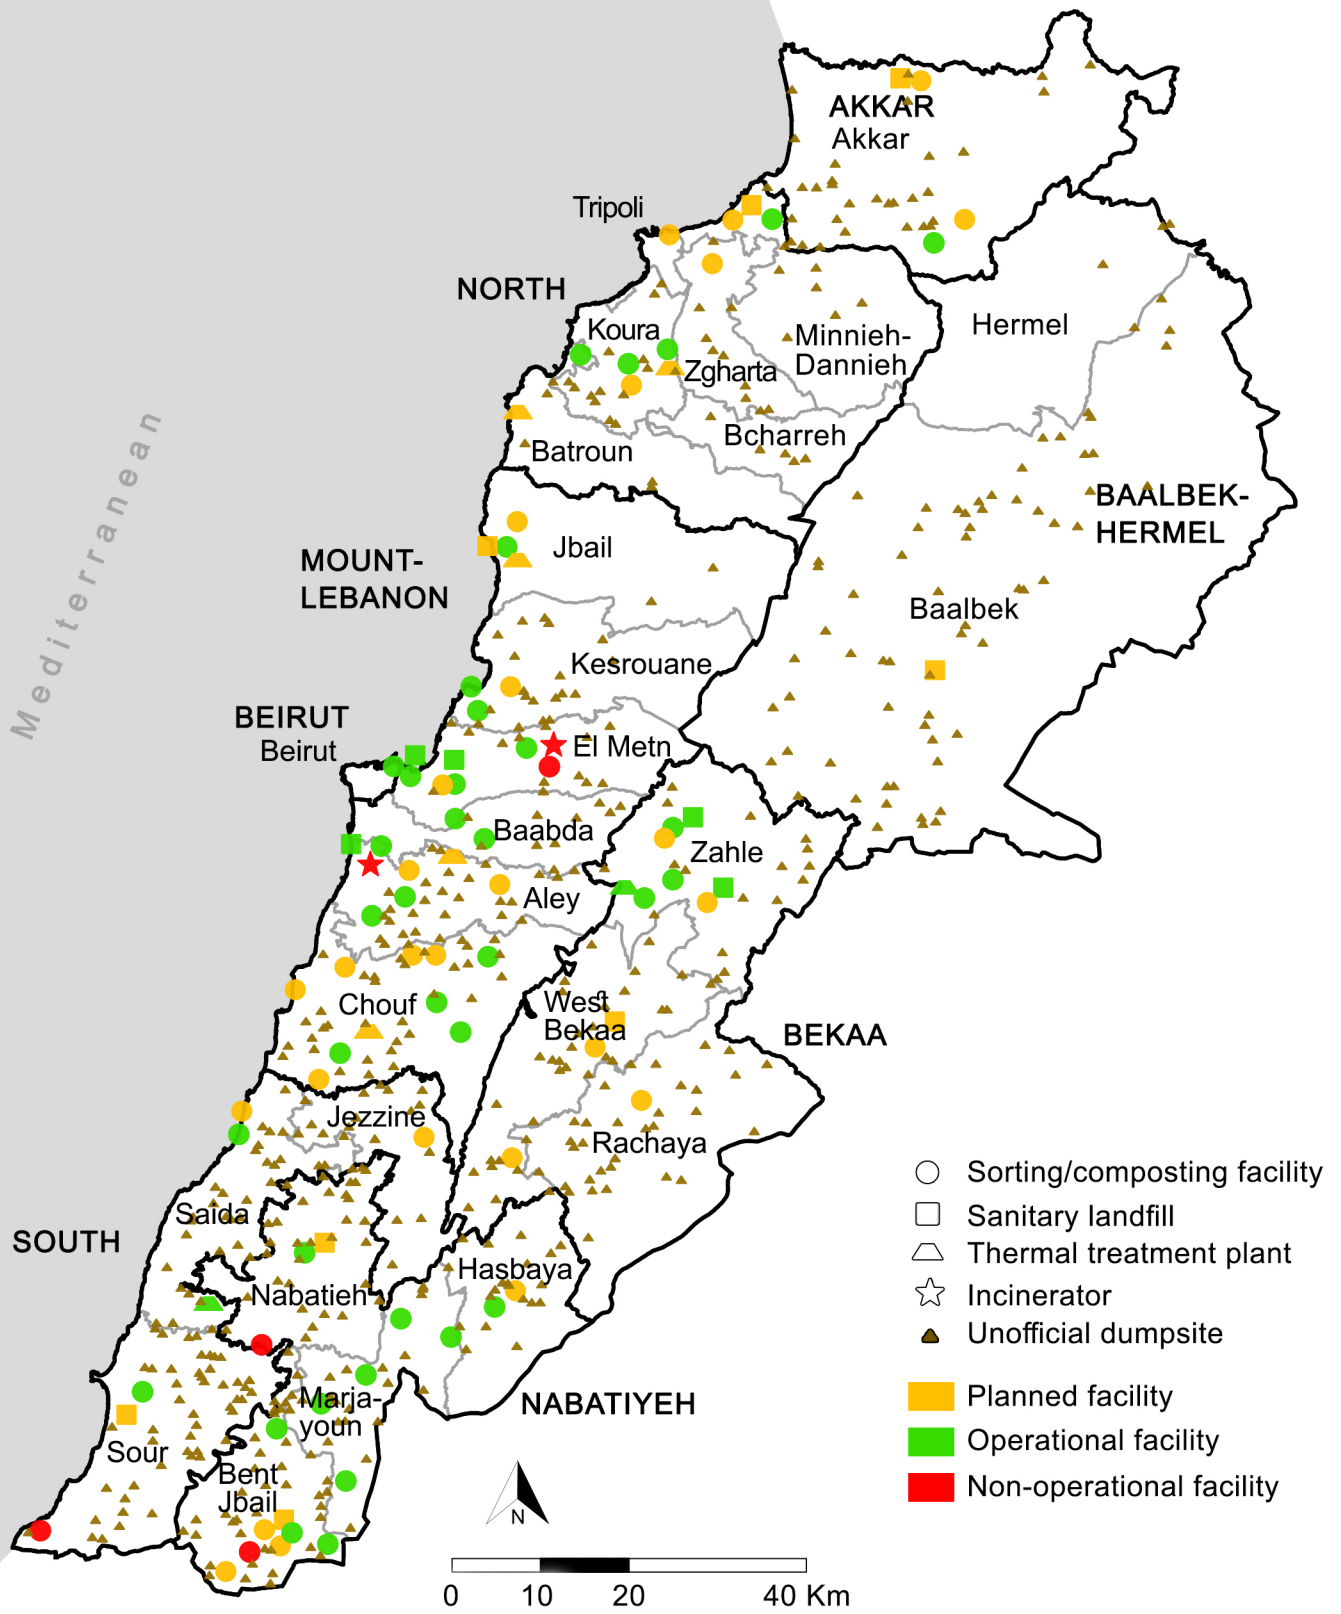 AKKAR
Akkar
Tripoli
NORTH
Koura
Hermel
Minnieh-
Dannieh
Zgharta
Bcharreh
Batroun
BAALBEK-
HERMEL
Mediterranean
MOUNT-
LEBANON
Jbail
Baalbek
Kesrouane
BEIRUT
Beirut
El Metn
Baabda
Zahle
Aley
Chouf
West
Bekaa
BEKAA
Jezzine
Rachaya
Saida
SOUTH
Hasbaya
Nabatieh
NABATIYEH
Marja-
youn
Sour
Bent
Jbail
Sorting/composting facility
Sanitary landfill
Thermal treatment plant
Incinerator
Unofficial dumpsite
Planned facility
Operational facility
Non-operational facility
N
0 10 20 40 Km